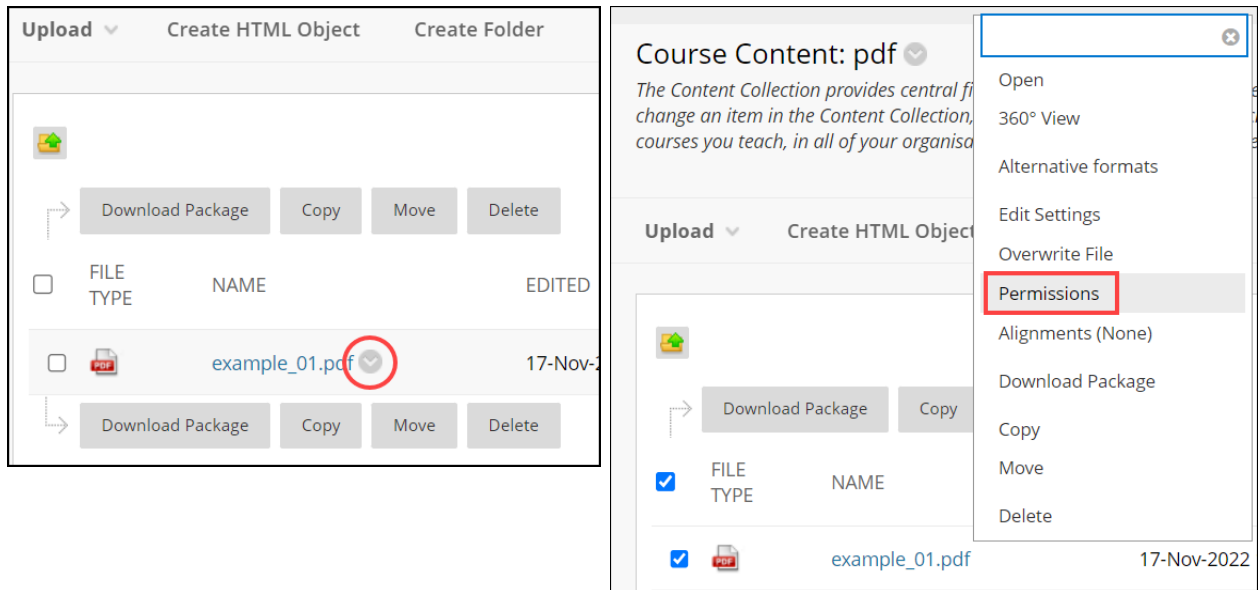 Upload Create HTML Object Create Folder
Download Package Copy Move Delete
FILE TYPE NAME EDITED
PDF example_01.pdf 17-Nov-
Download Package Copy Move Delete
Course Content: pdf
The Content Collection provides central fi
change an item in the Content Collection,
courses you teach, in all of your organisa
Upload Create HTML Object
Download Package Copy
FILE TYPE NAME
PDF example_01.pdf 17-Nov-2022
Open
360° View
Alternative formats
Edit Settings
Overwrite File
Permissions
Alignments (None)
Download Package
Copy
Move
Delete